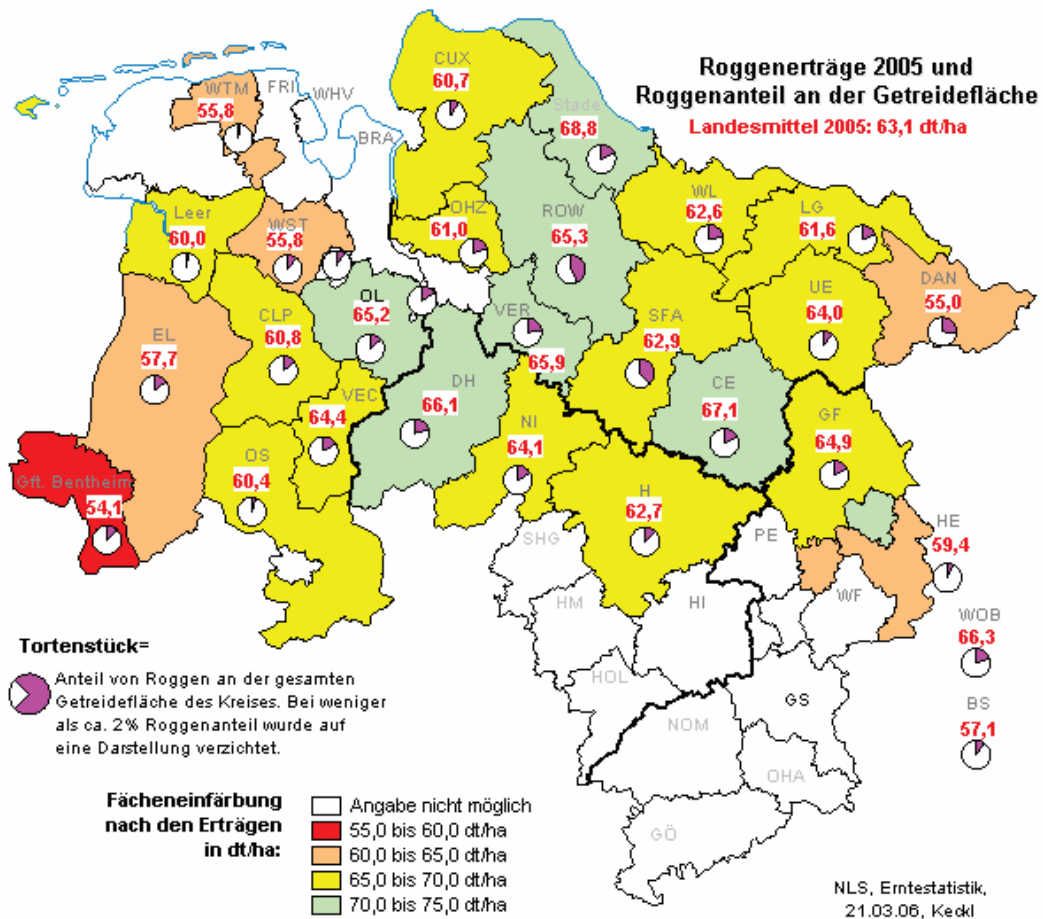 Roggenerträge 2005 und
Roggenanteil an der Getreidefläche
Landesmittel 2005: 63,1 dt/ha
CUX
60,7
WTM
55,8
FRI
WHV
BRA
Stade
68,8
Leer
60,0
WST
55,8
OHZ
61,0
ROW
65,3
WL
62,6
LG
61,6
DAN
55,0
UE
64,0
OL
65,2
VER
65,9
SFA
62,9
EL
57,7
CLP
60,8
VEC
64,4
DH
66,1
NI
64,1
CE
67,1
GF
64,9
Gft. Bentheim
54,1
OS
60,4
H
62,7
SHG
PE
HE
59,4
HM
HI
WF
WOB
66,3
HOL
NOM
GS
BS
57,1
OHA
GÖ
Tortenstück=
Anteil von Roggen an der gesamten
Getreidefläche des Kreises. Bei weniger
als ca. 2% Roggenanteil wurde auf
eine Darstellung verzichtet.
Fächeneinfärbung
nach den Erträgen
in dt/ha:
Angabe nicht möglich
55,0 bis 60,0 dt/ha
60,0 bis 65,0 dt/ha
65,0 bis 70,0 dt/ha
70,0 bis 75,0 dt/ha
NLS, Erntestatistik,
21.03.06, Keckl